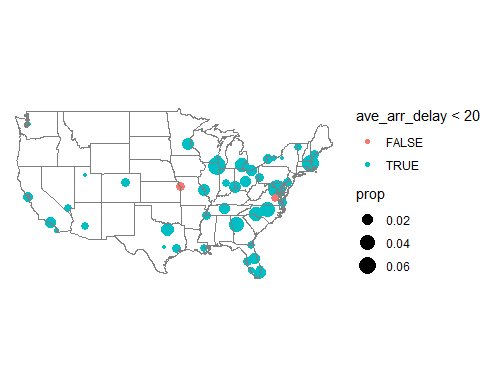 ave_arr_delay < 20
FALSE
TRUE
prop
0.02
0.04
0.06